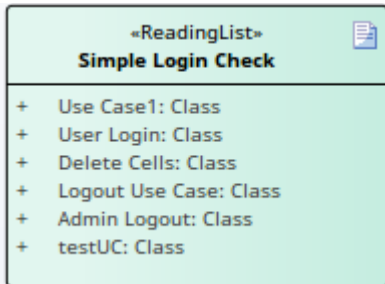 «ReadingList»
Simple Login Check
+ Use Case1: Class
+ User Login: Class
+ Delete Cells: Class
+ Logout Use Case: Class
+ Admin Logout: Class
+ testUC: Class